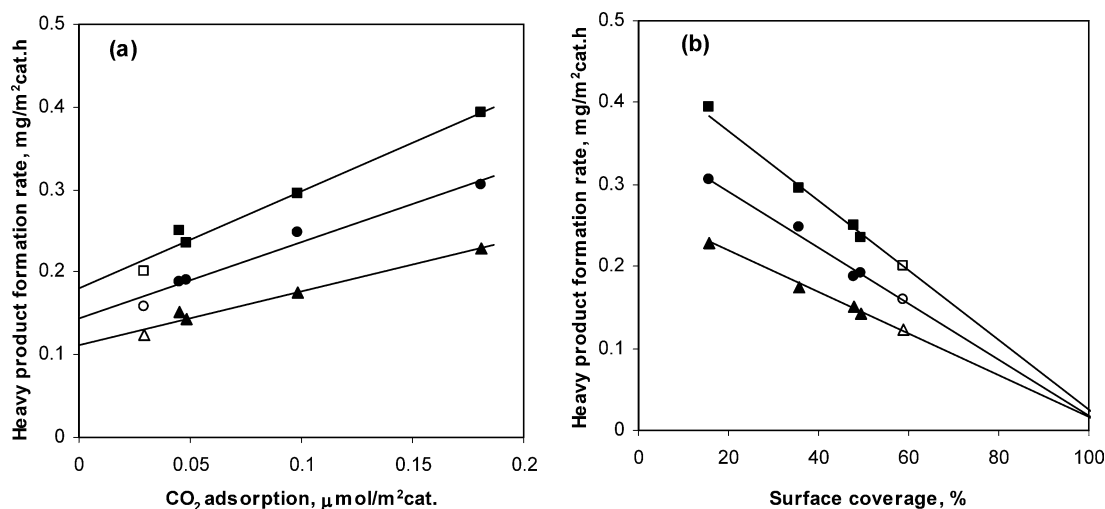 (a)
Heavy product formation rate, mg/m²cat.h
0.5
0.4
0.3
0.2
0.1
0
0 0.05 0.1 0.15 0.2
CO₂ adsorption, μmol/m²cat.
(b)
Heavy product formation rate, mg/m²cat.h
0.5
0.4
0.3
0.2
0.1
0
0 20 40 60 80 100
Surface coverage, %